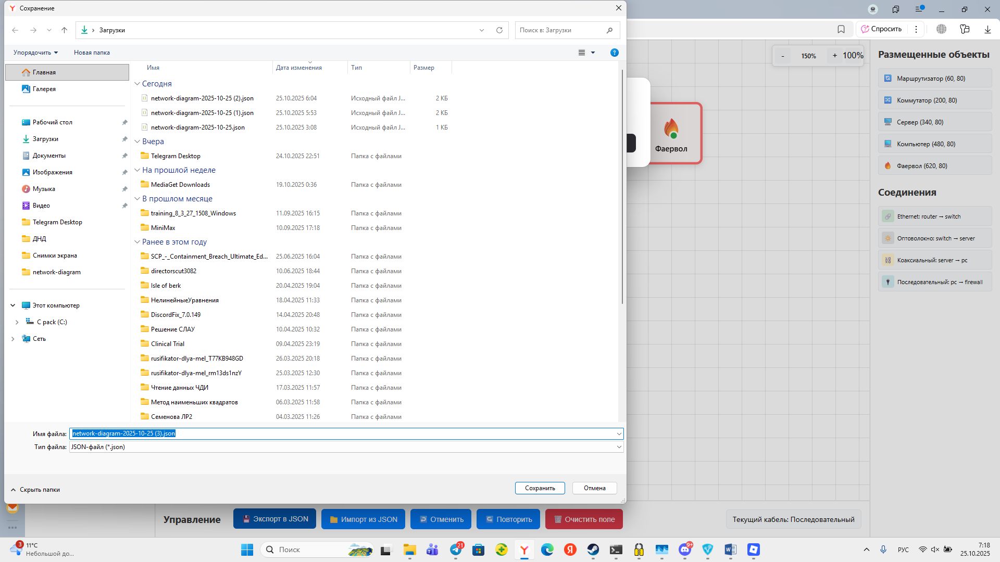 Сохранение
Загрузки
Поиск в: Загрузки
Спросить
Упорядочить
Новая папка
Главная
Галерея
Рабочий стол
Загрузки
Документы
Изображения
Музыка
Видео
Telegram Desktop
ДНД
Снимки экрана
network-diagram
Этот компьютер
C pack (C:)
Сеть
Имя Дата изменения Тип Размер
Сегодня
network-diagram-2025-10-25 (2).json 25.10.2025 6:04 Исходный файл J... 2 КБ
network-diagram-2025-10-25 (1).json 25.10.2025 5:53 Исходный файл J... 2 КБ
network-diagram-2025-10-25.json 25.10.2025 3:08 Исходный файл J... 1 КБ
Вчера
Telegram Desktop 24.10.2025 22:51 Папка с файлами
На прошлой неделе
MediaGet Downloads 19.10.2025 0:36 Папка с файлами
В прошлом месяце
training_8_3_27_1508_Windows 11.09.2025 16:15 Папка с файлами
MiniMax 10.09.2025 17:18 Папка с файлами
Ранее в этом году
SCP_-_Containment_Breach_Ultimate_Ed... 25.06.2025 16:04 Папка с файлами
directorscut3082 10.06.2025 18:44 Папка с файлами
Isle of berk 20.04.2025 19:04 Папка с файлами
НелинейныеУравнения 18.04.2025 11:33 Папка с файлами
DiscordFix_7.0.149 14.04.2025 20:48 Папка с файлами
Решение СЛАУ 10.04.2025 10:32 Папка с файлами
Clinical Trial 09.04.2025 23:19 Папка с файлами
rusifikator-dlya-mel_T77KB948GD 26.03.2025 20:18 Папка с файлами
rusifikator-dlya-mel_rm13ds1nzY 25.03.2025 12:30 Папка с файлами
Чтение данных ЧДИ 17.03.2025 11:57 Папка с файлами
Метод наименьших квадратов 06.03.2025 11:58 Папка с файлами
Семенова ЛР2 04.03.2025 11:26 Папка с файлами
Имя файла: network-diagram-2025-10-25 (3).json
Тип файла: JSON-файл (*.json)
Скрыть папки
Сохранить
Отмена
- 150% + 100%
Фаервол
Размещенные объекты
Маршрутизатор (60, 80)
Коммутатор (200, 80)
Сервер (340, 80)
Компьютер (480, 80)
Фаервол (620, 80)
Соединения
Ethernet: router → switch
Оптоволокно: switch → server
Коаксиальный: server → pc
Последовательный: pc → firewall
Управление
Экспорт в JSON
Импорт из JSON
Отменить
Повторить
Очистить поле
Текущий кабель: Последовательный
3
11°C
Небольшой до...
Поиск
21
9+
РУС
7:18
25.10.2025